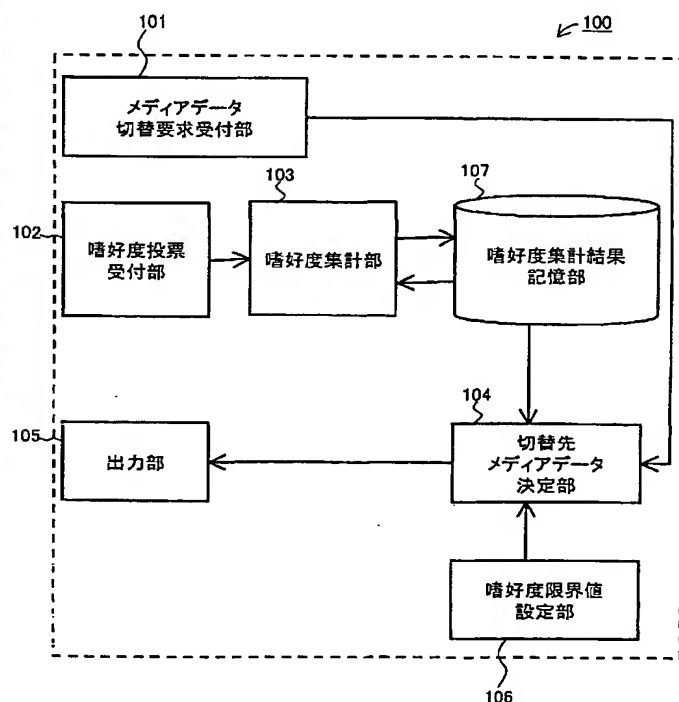 100
101
メディアデータ
切替要求受付部
102
嗜好度投票
受付部
103
嗜好度集計部
107
嗜好度集計結果
記憶部
105
出力部
104
切替先
メディアデータ
決定部
嗜好度限界値
設定部
106